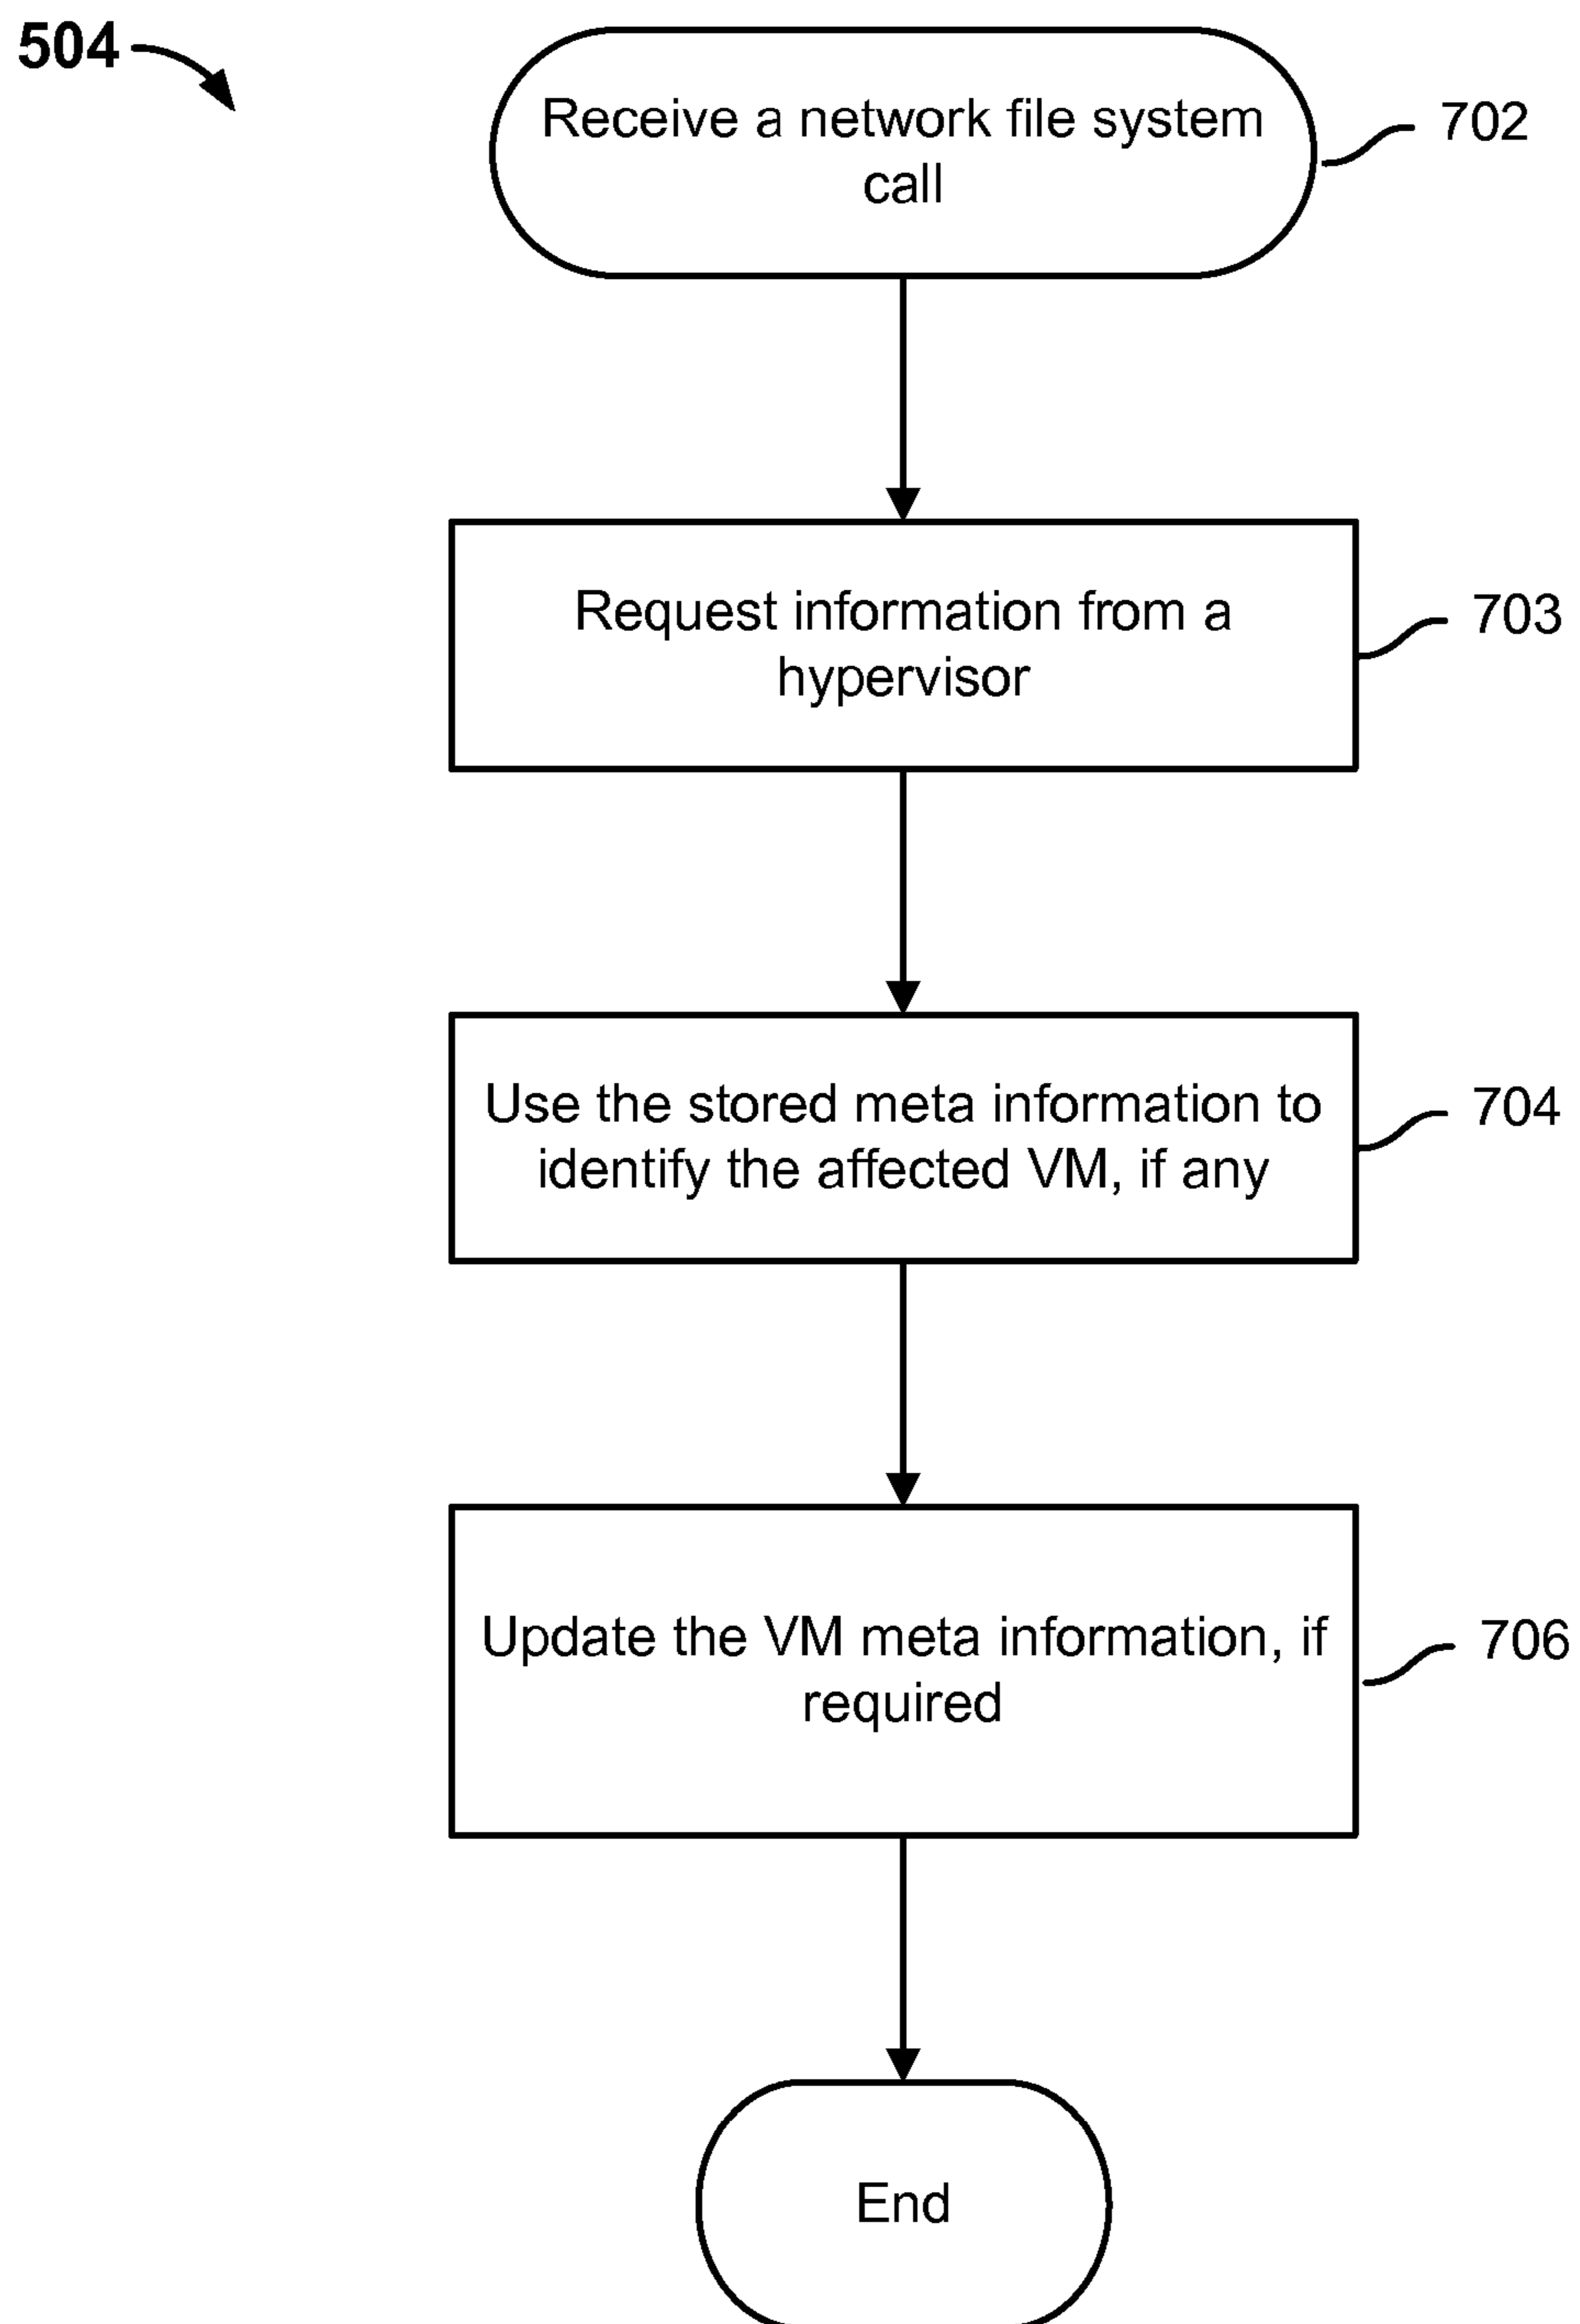 504
Receive a network file system
call
702
Request information from a
hypervisor
703
Use the stored meta information to
identify the affected VM, if any
704
Update the VM meta information, if
required
706
End